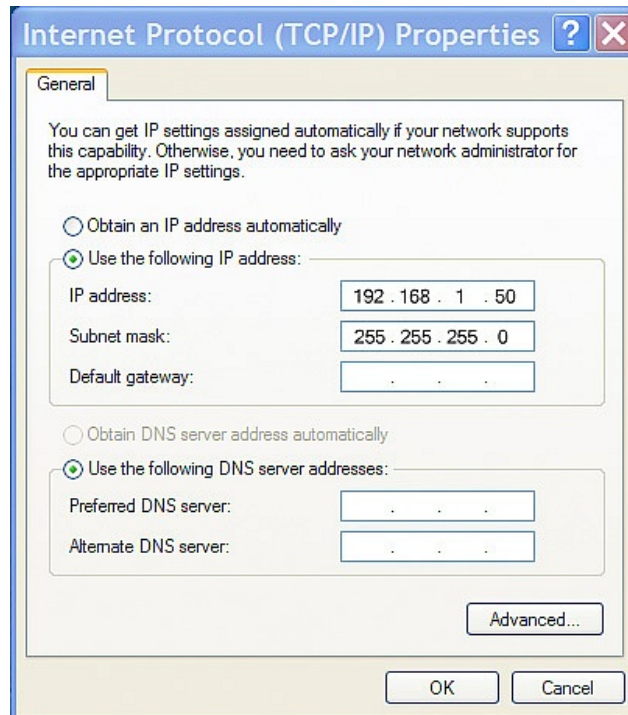 Internet Protocol (TCP/IP) Properties ? X
General
You can get IP settings assigned automatically if your network supports
this capability. Otherwise, you need to ask your network administrator for
the appropriate IP settings.
Obtain an IP address automatically
Use the following IP address:
IP address: 192 . 168 . 1 . 50
Subnet mask: 255 . 255 . 255 . 0
Default gateway: . . .
Obtain DNS server address automatically
Use the following DNS server addresses:
Preferred DNS server: . . .
Alternate DNS server: . . .
Advanced...
OK Cancel